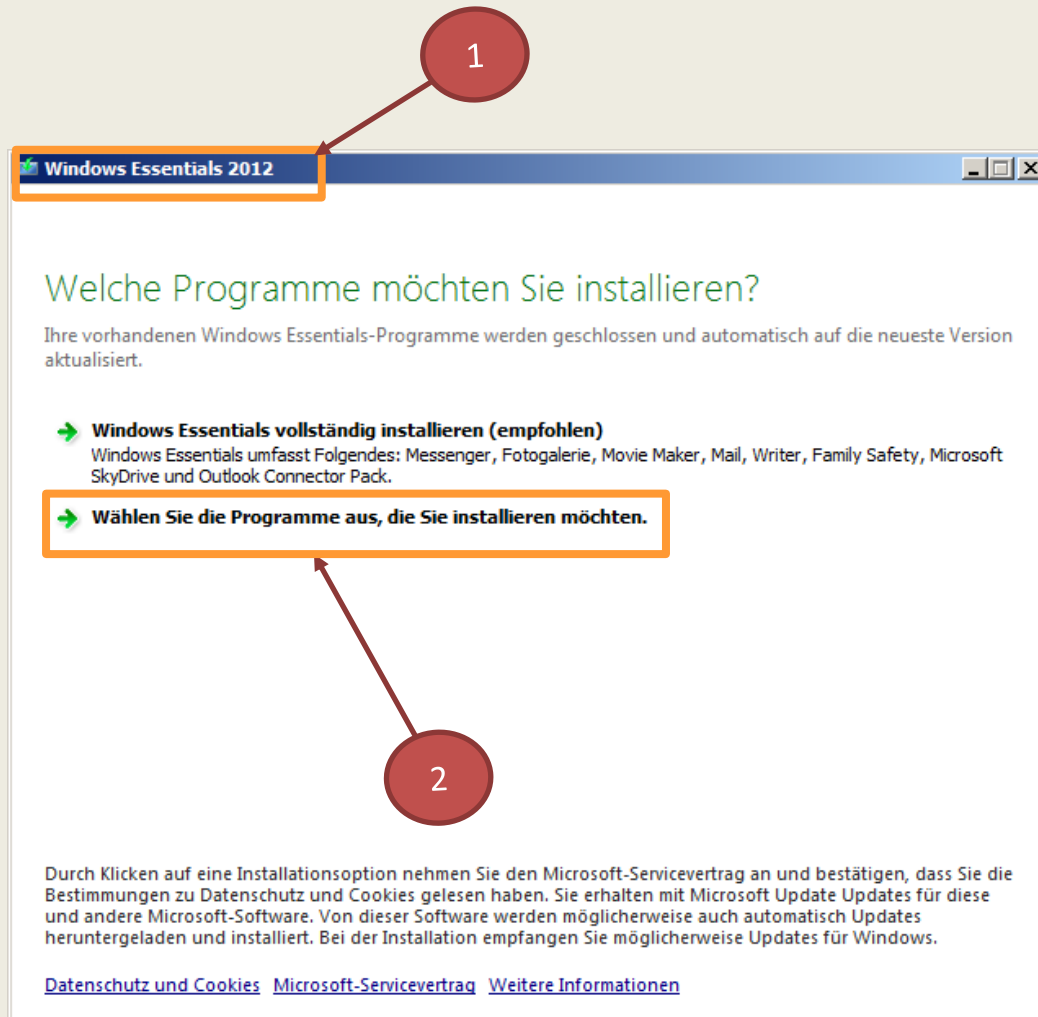 1
Windows Essentials 2012
Welche Programme möchten Sie installieren?
Ihre vorhandenen Windows Essentials-Programme werden geschlossen und automatisch auf die neueste Version
aktualisiert.
Windows Essentials vollständig installieren (empfohlen)
Windows Essentials umfasst Folgendes: Messenger, Fotogalerie, Movie Maker, Mail, Writer, Family Safety, Microsoft
SkyDrive und Outlook Connector Pack.
Wählen Sie die Programme aus, die Sie installieren möchten.
2
Durch Klicken auf eine Installationsoption nehmen Sie den Microsoft-Servicevertrag an und bestätigen, dass Sie die
Bestimmungen zu Datenschutz und Cookies gelesen haben. Sie erhalten mit Microsoft Update Updates für diese
und andere Microsoft-Software. Von dieser Software werden möglicherweise auch automatisch Updates
heruntergeladen und installiert. Bei der Installation empfangen Sie möglicherweise Updates für Windows.
Datenschutz und Cookies Microsoft-Servicevertrag Weitere Informationen